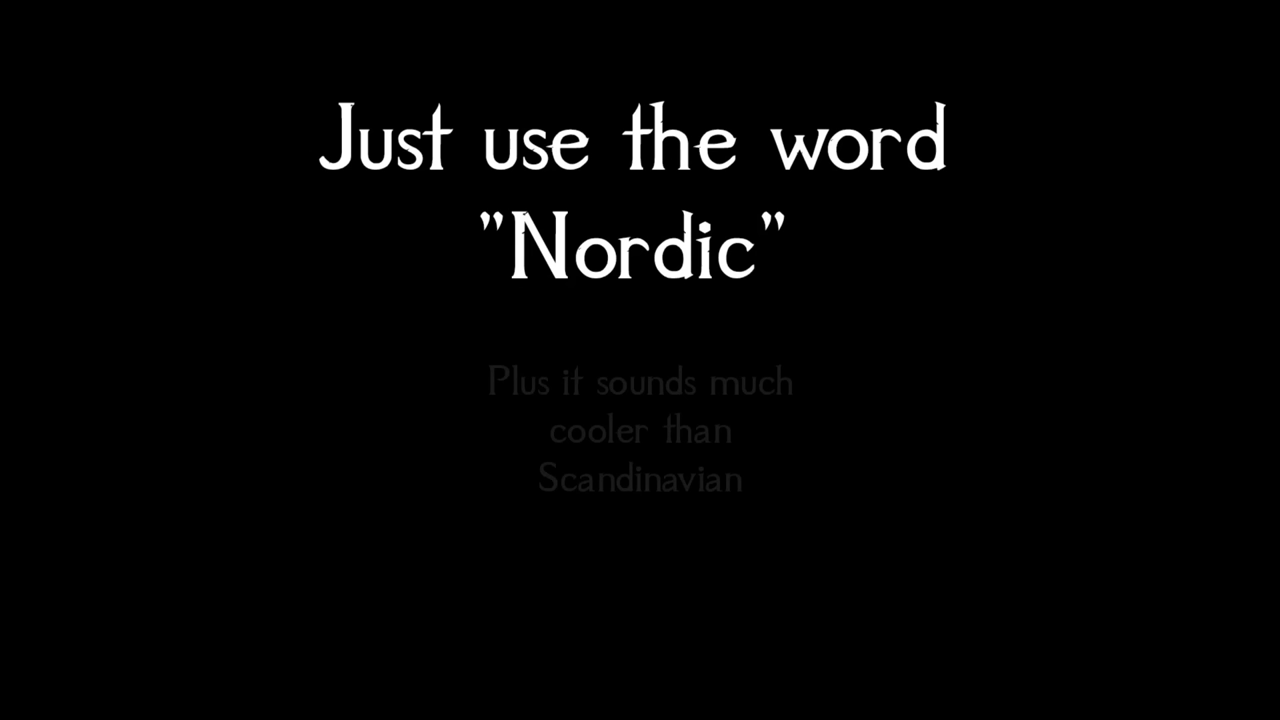 Just use the word
"Nordic"
Plus it sounds much
cooler than
Scandinavian